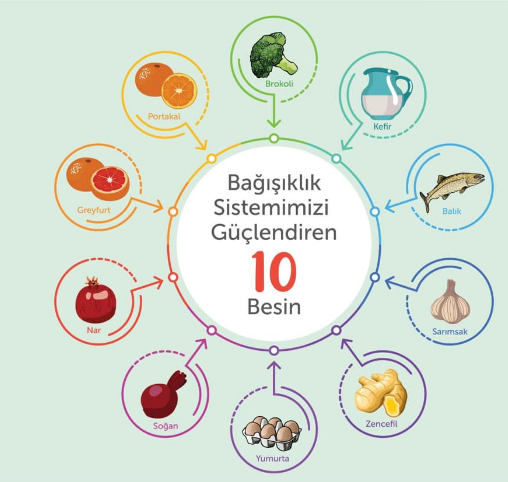 Bağışıklık
Sistemimizi
Güçlendiren
10
Besin
Brokoli
Kefir
Balık
Sarımsak
Zencefil
Yumurta
Soğan
Nar
Greyfurt
Portakal